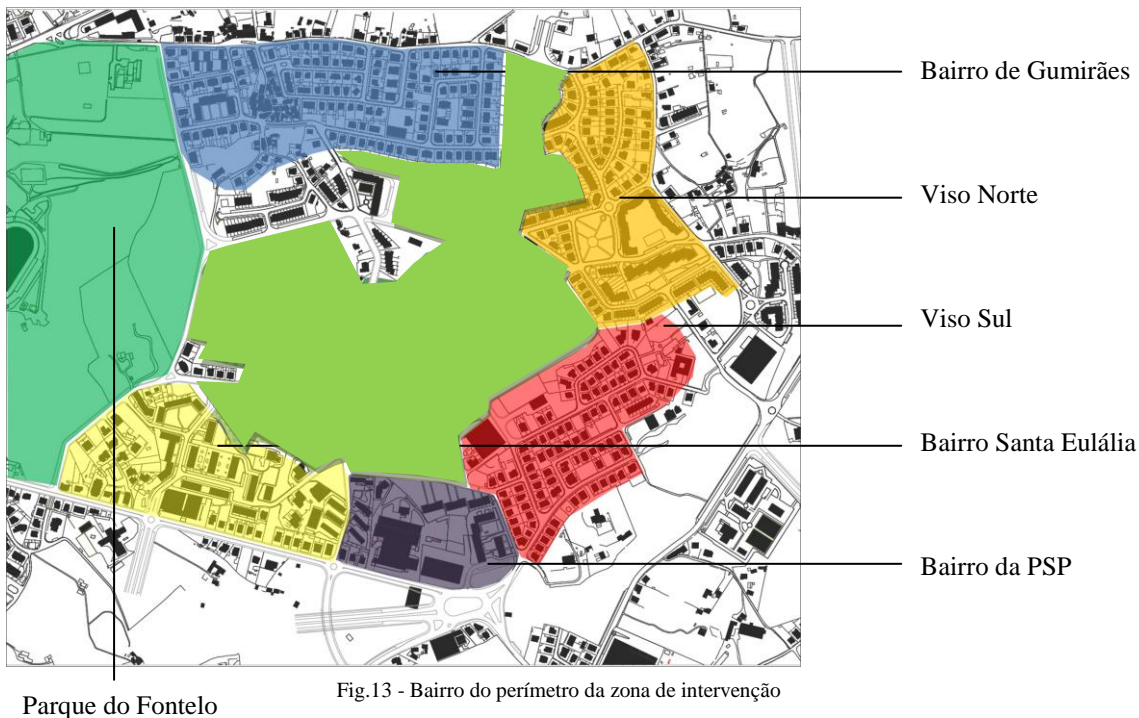 Bairro de Gumirães
Viso Norte
Viso Sul
Bairro Santa Eulália
Bairro da PSP
Fig.13 - Bairro do perímetro da zona de intervenção
Parque do Fontelo